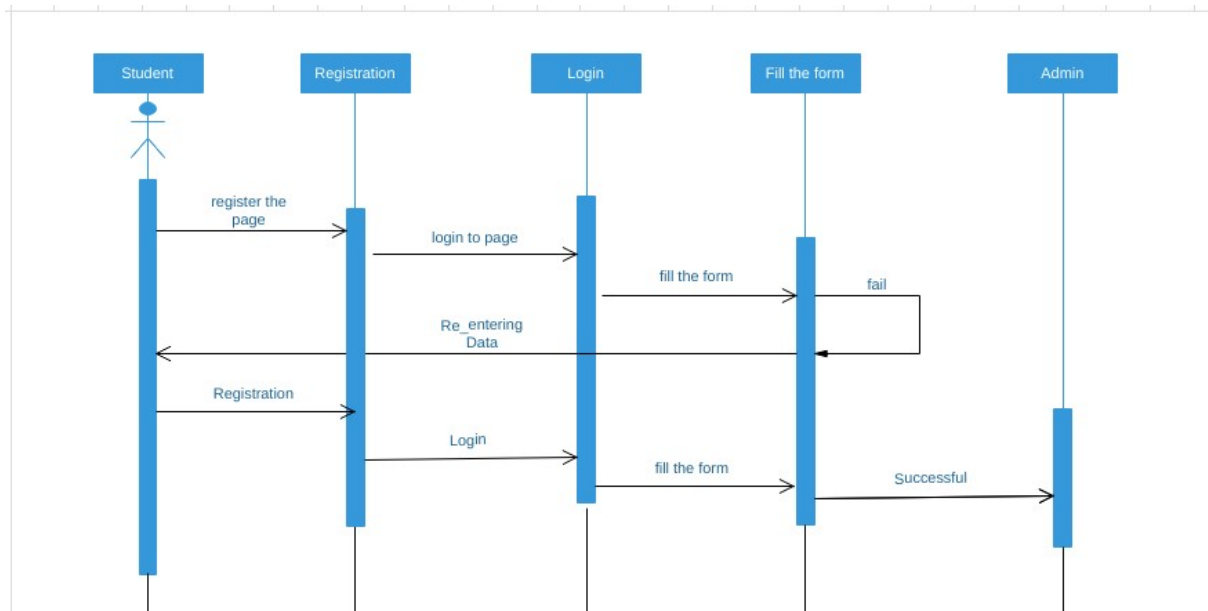 Student
Registration
Login
Fill the form
Admin
register the
page
login to page
fill the form
fail
Re_entering
Data
Registration
Login
fill the form
Successful